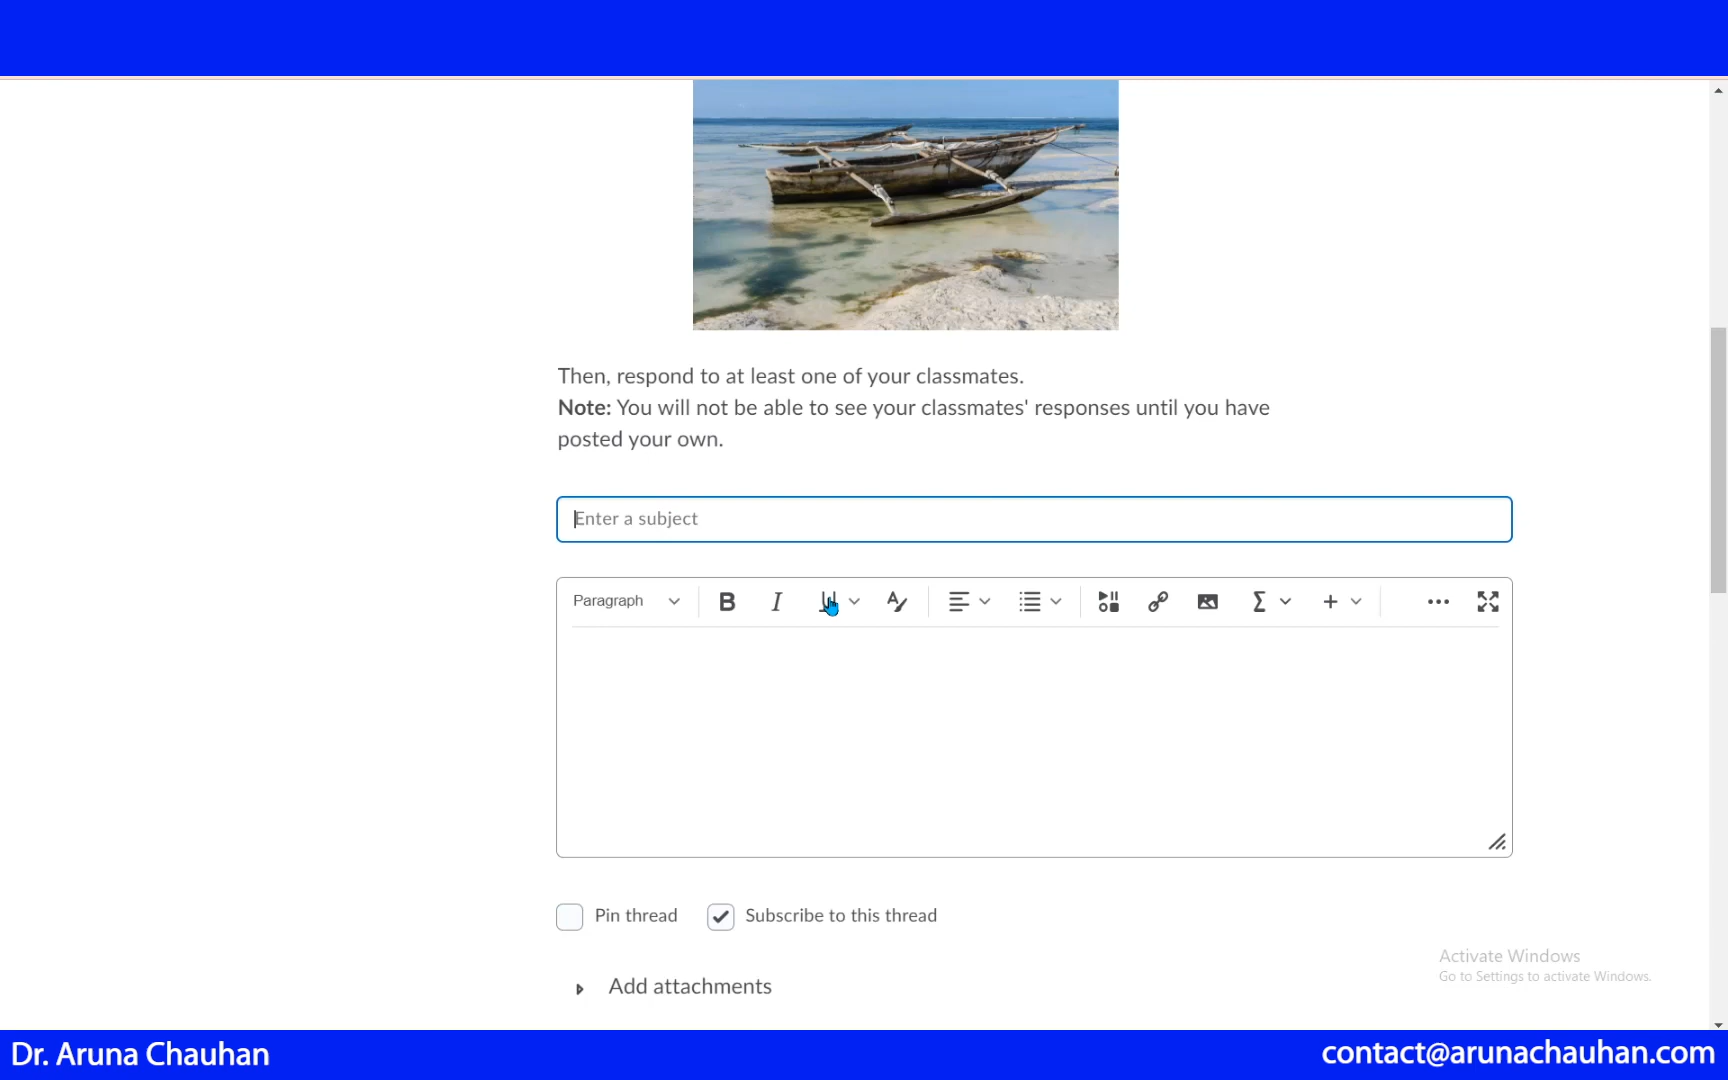 Then, respond to at least one of your classmates.
Note: You will not be able to see your classmates' responses until you have
posted your own.
Enter a subject
Paragraph
Pin thread
Subscribe to this thread
Add attachments
Activate Windows
Go to Settings to activate Windows.
Dr. Aruna Chauhan
contact@arunachauhan.com